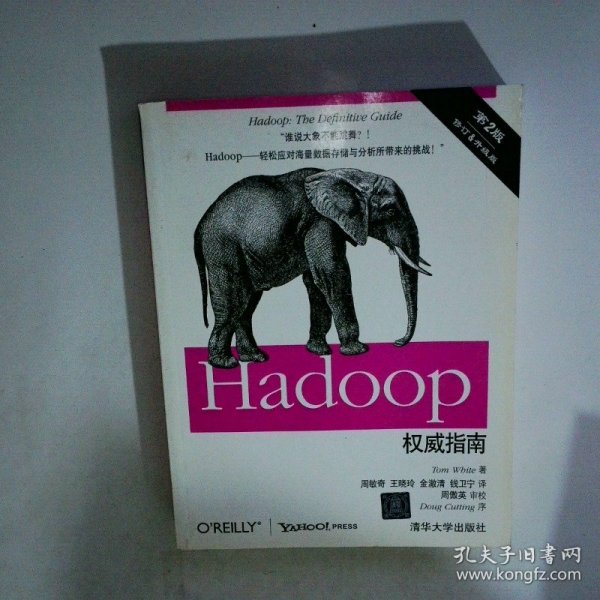 Hadoop: The Definitive Guide
“谁说大象不能跳舞？！
Hadoop——轻松应对海量数据存储与分析所带来的挑战！”
第2版
修订&升级版
Hadoop
权威指南
Tom White 著
周敏奇 王晓玲 金澈清 钱卫宁 译
周傲英 审校
Doug Cutting 序
O'REILLY®
YAHOO! PRESS
清华大学出版社
孔夫子旧书网
www.kongfz.com